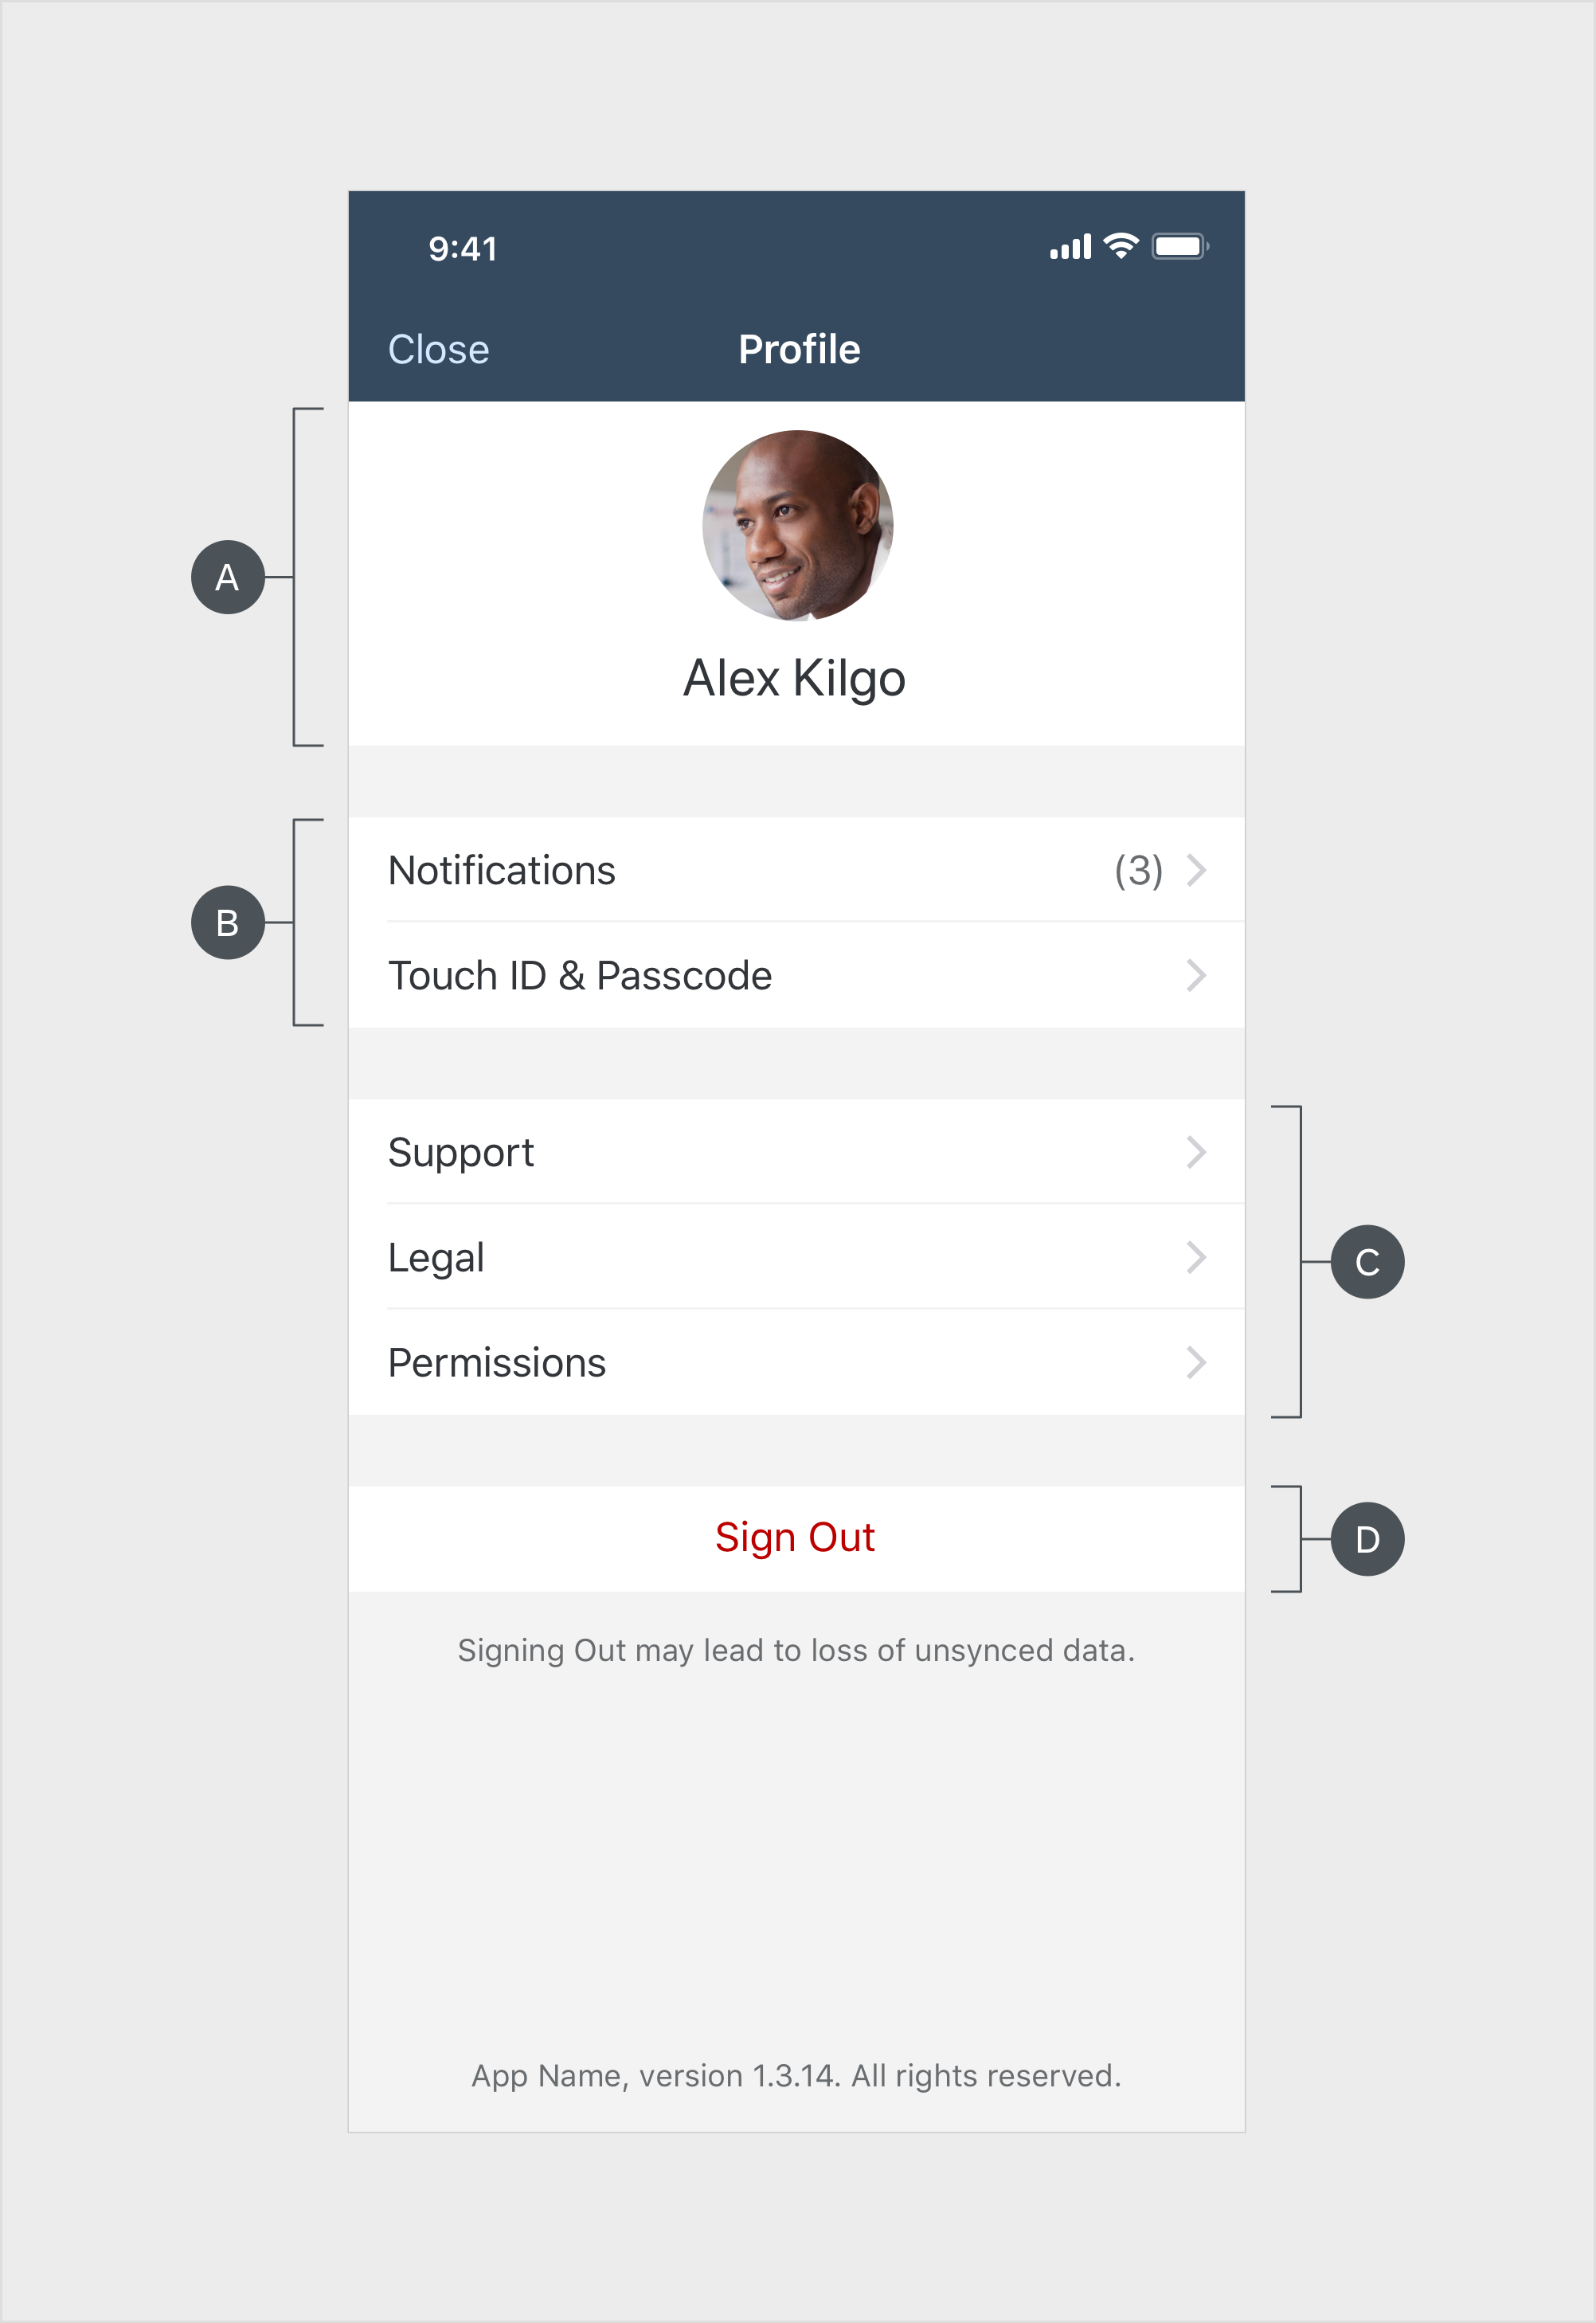 9:41
Close
Profile
A
Alex Kilgo
B
Notifications (3)
Touch ID & Passcode
C
Support
Legal
Permissions
D
Sign Out
Signing Out may lead to loss of unsynced data.
App Name, version 1.3.14. All rights reserved.